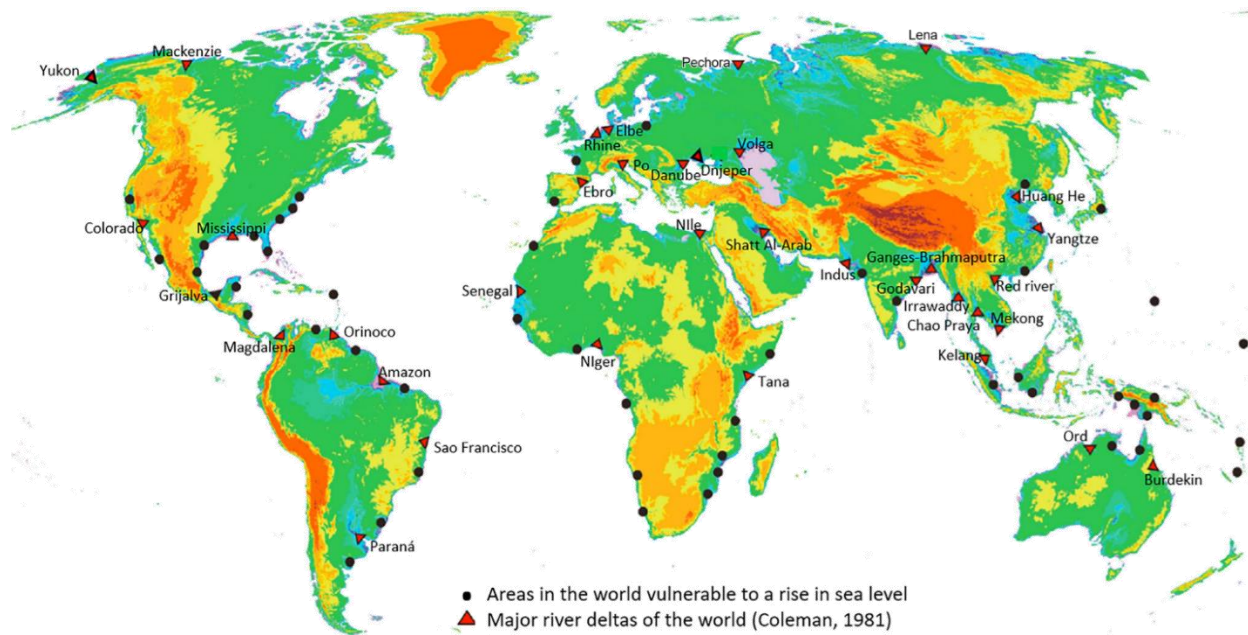 Lena
Mackenzie
Pechora
Yukon
Elbe
Rhine
Volga
Po
Danube
Dnjeper
Ebro
Huang He
Colorado
Mississippi
NIle
Shatt Al-Arab
Yangtze
Ganges-Brahmaputra
Indus
Godavari
Red river
Grijalva
Senegal
Irrawaddy
Mekong
Chao Praya
Magdalena
Orinoco
NIger
Kelang
Amazon
Tana
Sao Francisco
Ord
Burdekin
Paraná
Areas in the world vulnerable to a rise in sea level
Major river deltas of the world (Coleman, 1981)